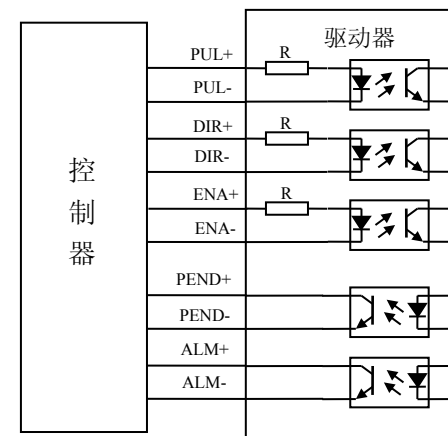 驱动器
PUL+
R
PUL-
DIR+
R
DIR-
控
制
器
ENA+
R
ENA-
PEND+
PEND-
ALM+
ALM-